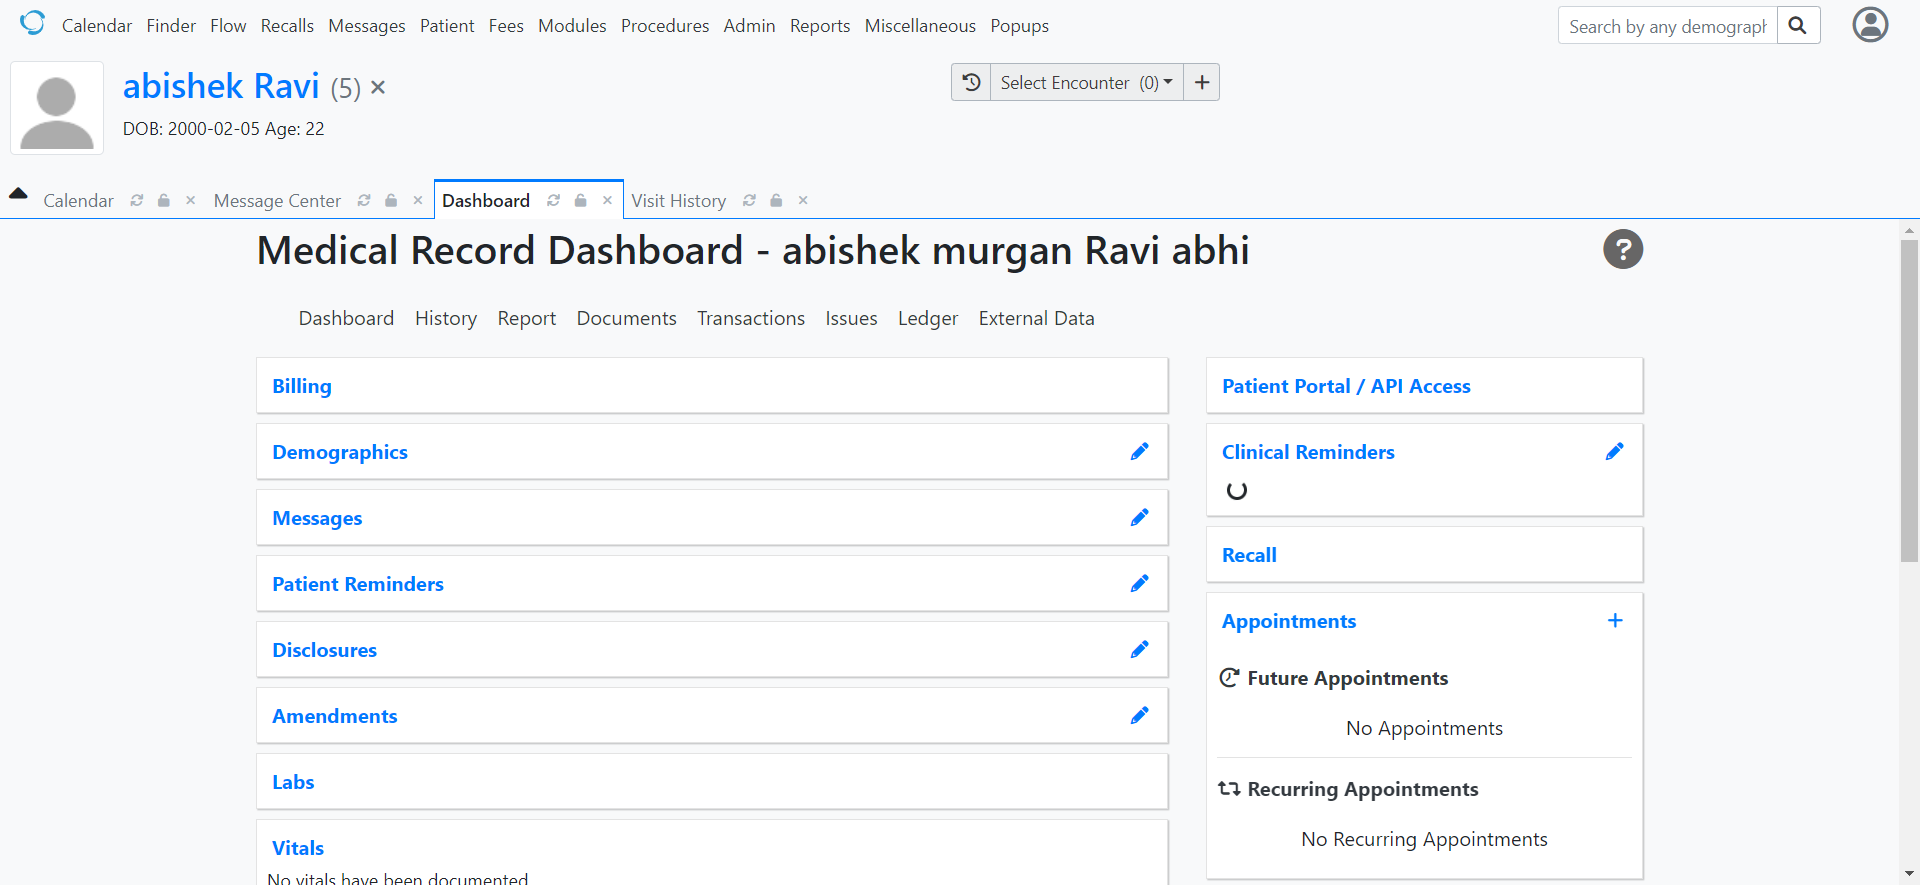 Calendar Finder Flow Recalls Messages Patient Fees Modules Procedures Admin Reports Miscellaneous Popups
Search by any demograph
abishek Ravi (5)
Select Encounter (0)
DOB: 2000-02-05 Age: 22
Calendar Message Center Dashboard Visit History
Medical Record Dashboard - abishek murgan Ravi abhi
?
Dashboard History Report Documents Transactions Issues Ledger External Data
Billing
Demographics
Messages
Patient Reminders
Disclosures
Amendments
Labs
Vitals
No vitals have been documented
Patient Portal / API Access
Clinical Reminders
Recall
Appointments
Future Appointments
No Appointments
Recurring Appointments
No Recurring Appointments